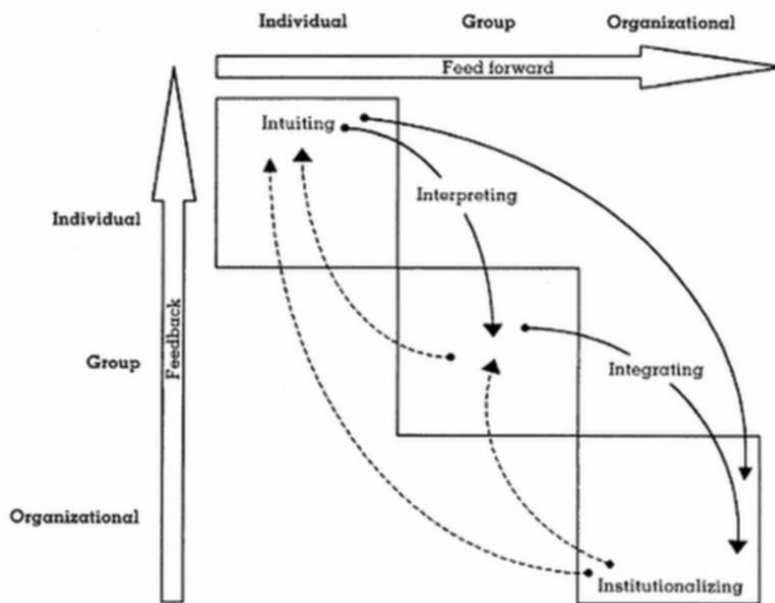 Individual Group Organizational
Feed forward
Intuiting
Interpreting
Individual
Feedback
Group
Integrating
Organizational
Institutionalizing